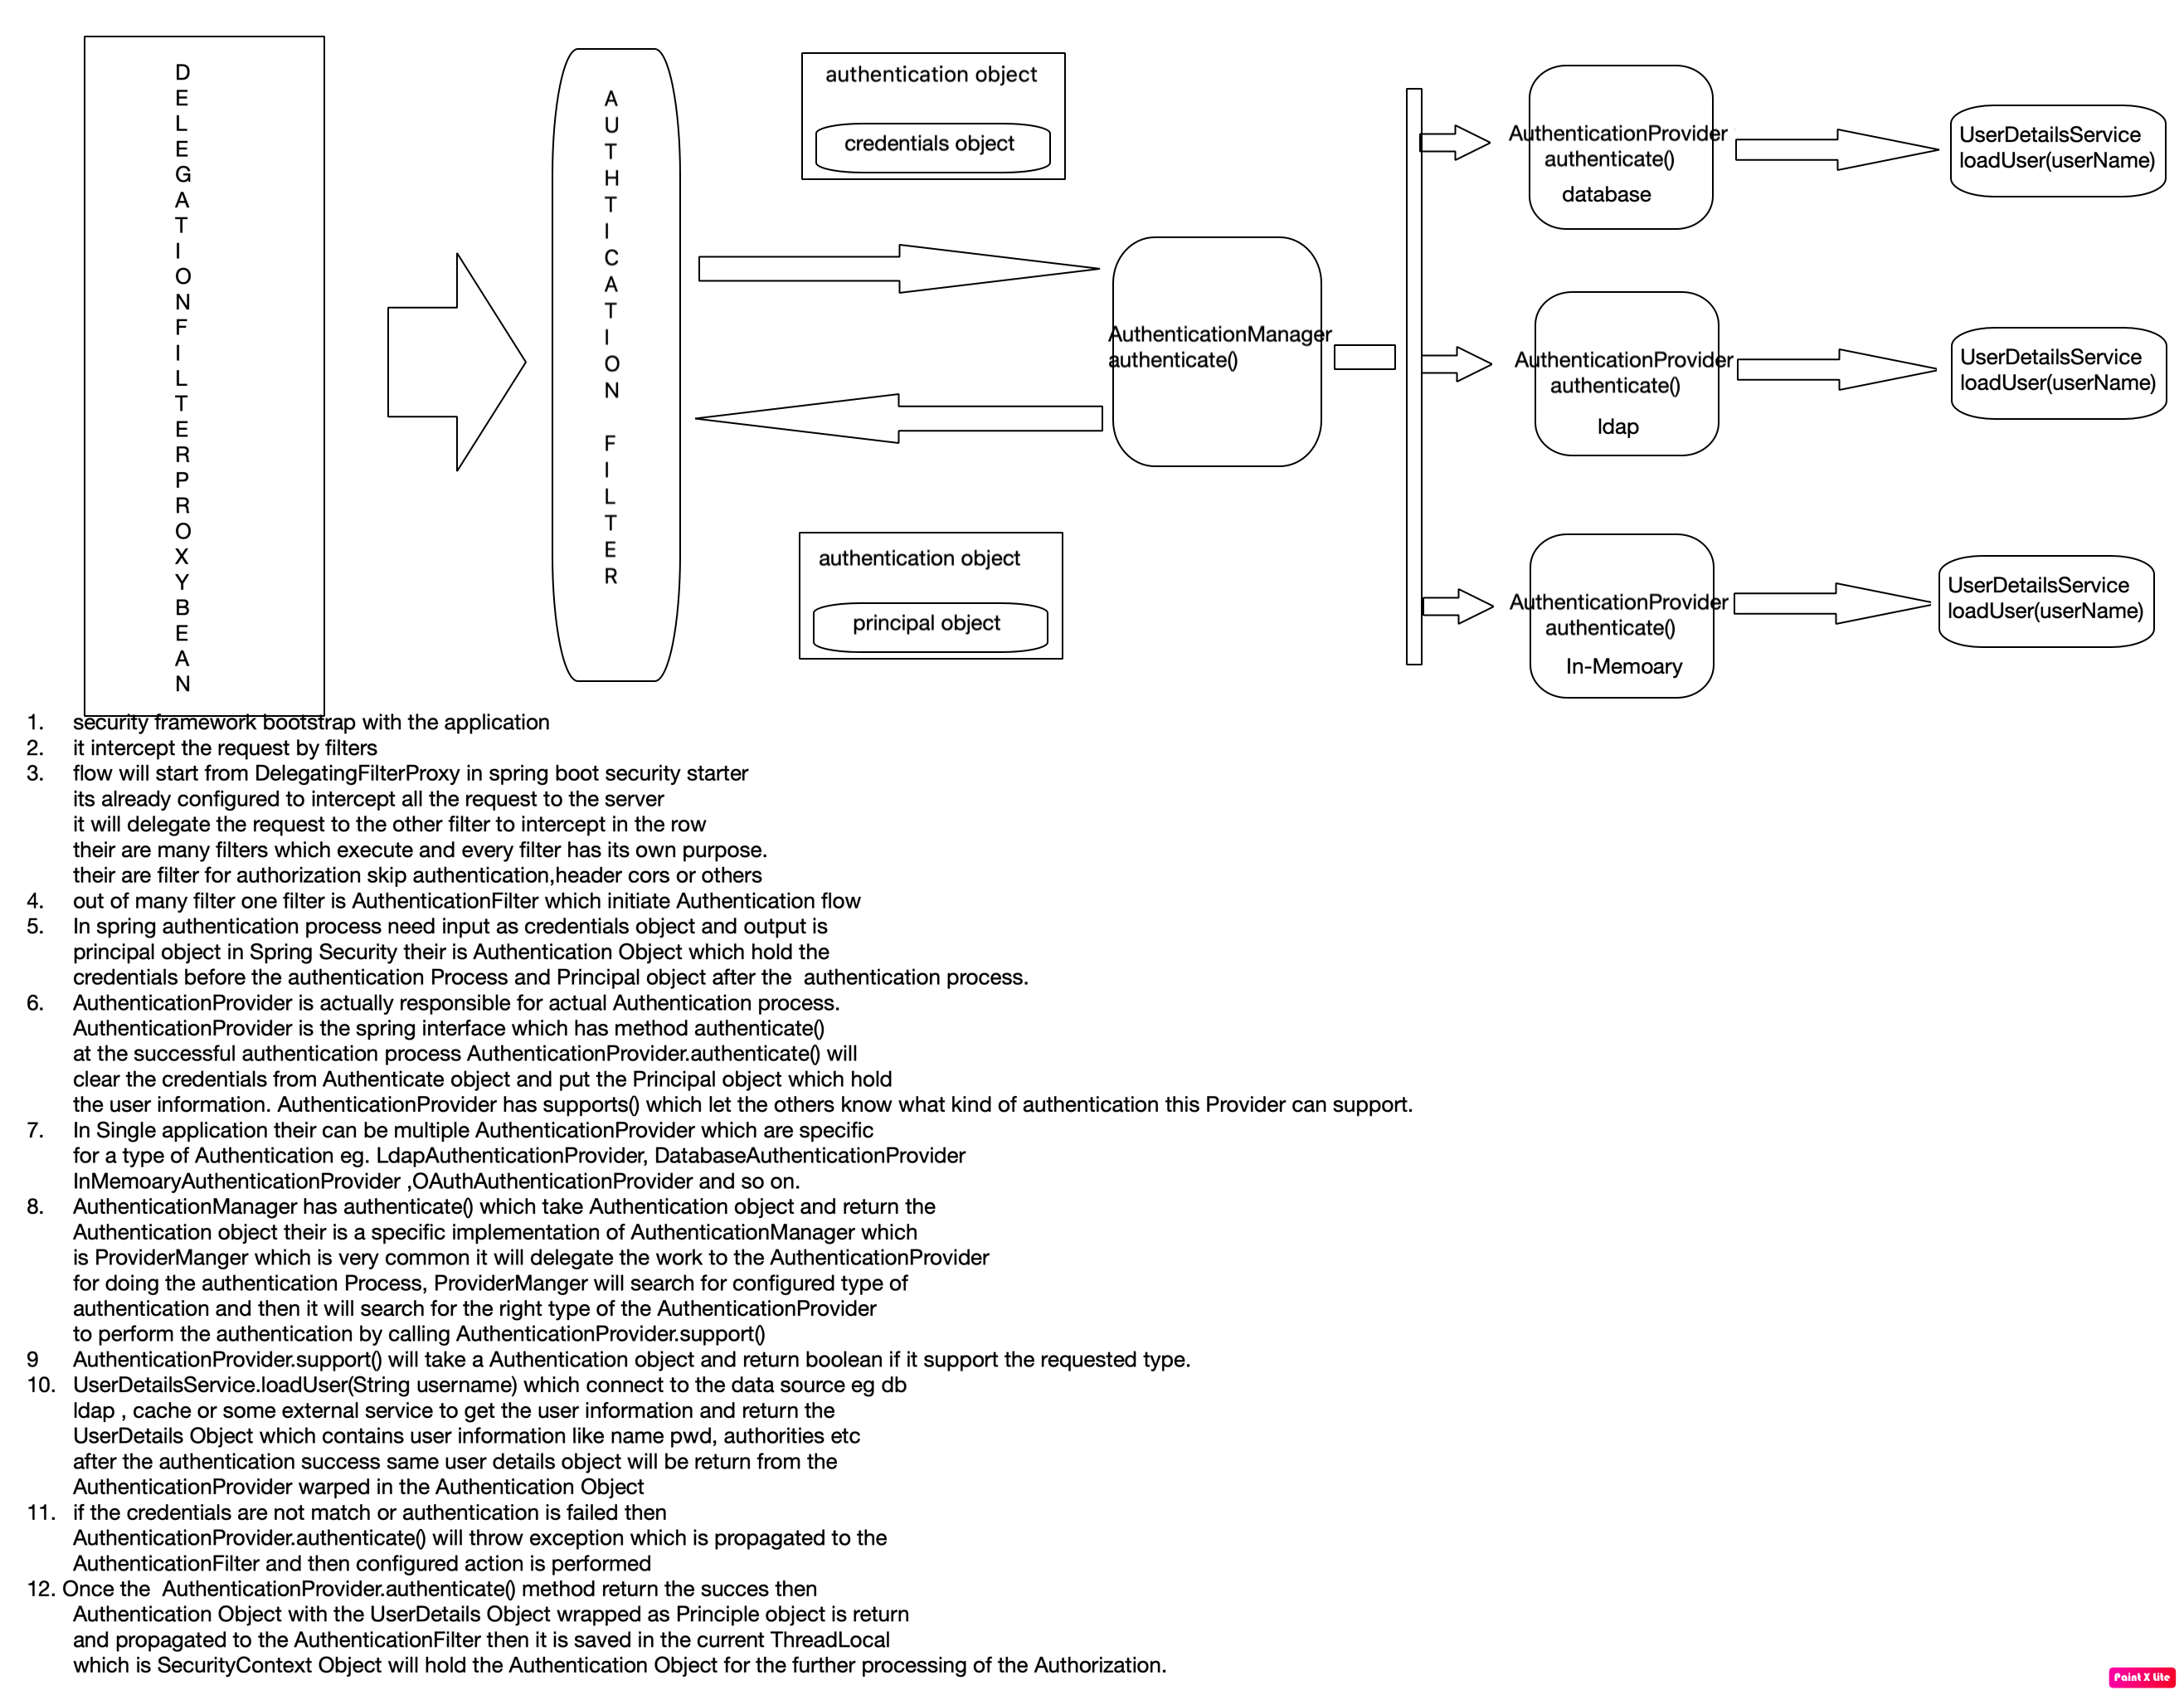 DELEGATIONFILTERPROXYBEAN
AUTHTICATION FILTER
authentication object
credentials object
AuthenticationManager
authenticate()
authentication object
principal object
AuthenticationProvider
authenticate()
database
UserDetailsService
loadUser(userName)
AuthenticationProvider
authenticate()
ldap
UserDetailsService
loadUser(userName)
AuthenticationProvider
authenticate()
In-Memoary
UserDetailsService
loadUser(userName)
1. security framework bootstrap with the application
2. it intercept the request by filters
3. flow will start from DelegatingFilterProxy in spring boot security starter
its already configured to intercept all the request to the server
it will delegate the request to the other filter to intercept in the row
their are many filters which execute and every filter has its own purpose.
their are filter for authorization skip authentication,header cors or others
4. out of many filter one filter is AuthenticationFilter which initiate Authentication flow
5. In spring authentication process need input as credentials object and output is
principal object in Spring Security their is Authentication Object which hold the
credentials before the authentication Process and Principal object after the  authentication process.
6. AuthenticationProvider is actually responsible for actual Authentication process.
AuthenticationProvider is the spring interface which has method authenticate()
at the successful authentication process AuthenticationProvider.authenticate() will
clear the credentials from Authenticate object and put the Principal object which hold
the user information. AuthenticationProvider has supports() which let the others know what kind of authentication this Provider can support.
7. In Single application their can be multiple AuthenticationProvider which are specific
for a type of Authentication eg. LdapAuthenticationProvider, DatabaseAuthenticationProvider
InMemoaryAuthenticationProvider ,OAuthAuthenticationProvider and so on.
8. AuthenticationManager has authenticate() which take Authentication object and return the
Authentication object their is a specific implementation of AuthenticationManager which
is ProviderManger which is very common it will delegate the work to the AuthenticationProvider
for doing the authentication Process, ProviderManger will search for configured type of
authentication and then it will search for the right type of the AuthenticationProvider
to perform the authentication by calling AuthenticationProvider.support()
9 AuthenticationProvider.support() will take a Authentication object and return boolean if it support the requested type.
10. UserDetailsService.loadUser(String username) which connect to the data source eg db
ldap , cache or some external service to get the user information and return the
UserDetails Object which contains user information like name pwd, authorities etc
after the authentication success same user details object will be return from the
AuthenticationProvider warped in the Authentication Object
11. if the credentials are not match or authentication is failed then
AuthenticationProvider.authenticate() will throw exception which is propagated to the
AuthenticationFilter and then configured action is performed
12. Once the  AuthenticationProvider.authenticate() method return the succes then
Authentication Object with the UserDetails Object wrapped as Principle object is return
and propagated to the AuthenticationFilter then it is saved in the current ThreadLocal
which is SecurityContext Object will hold the Authentication Object for the further processing of the Authorization.
Paint X Lite